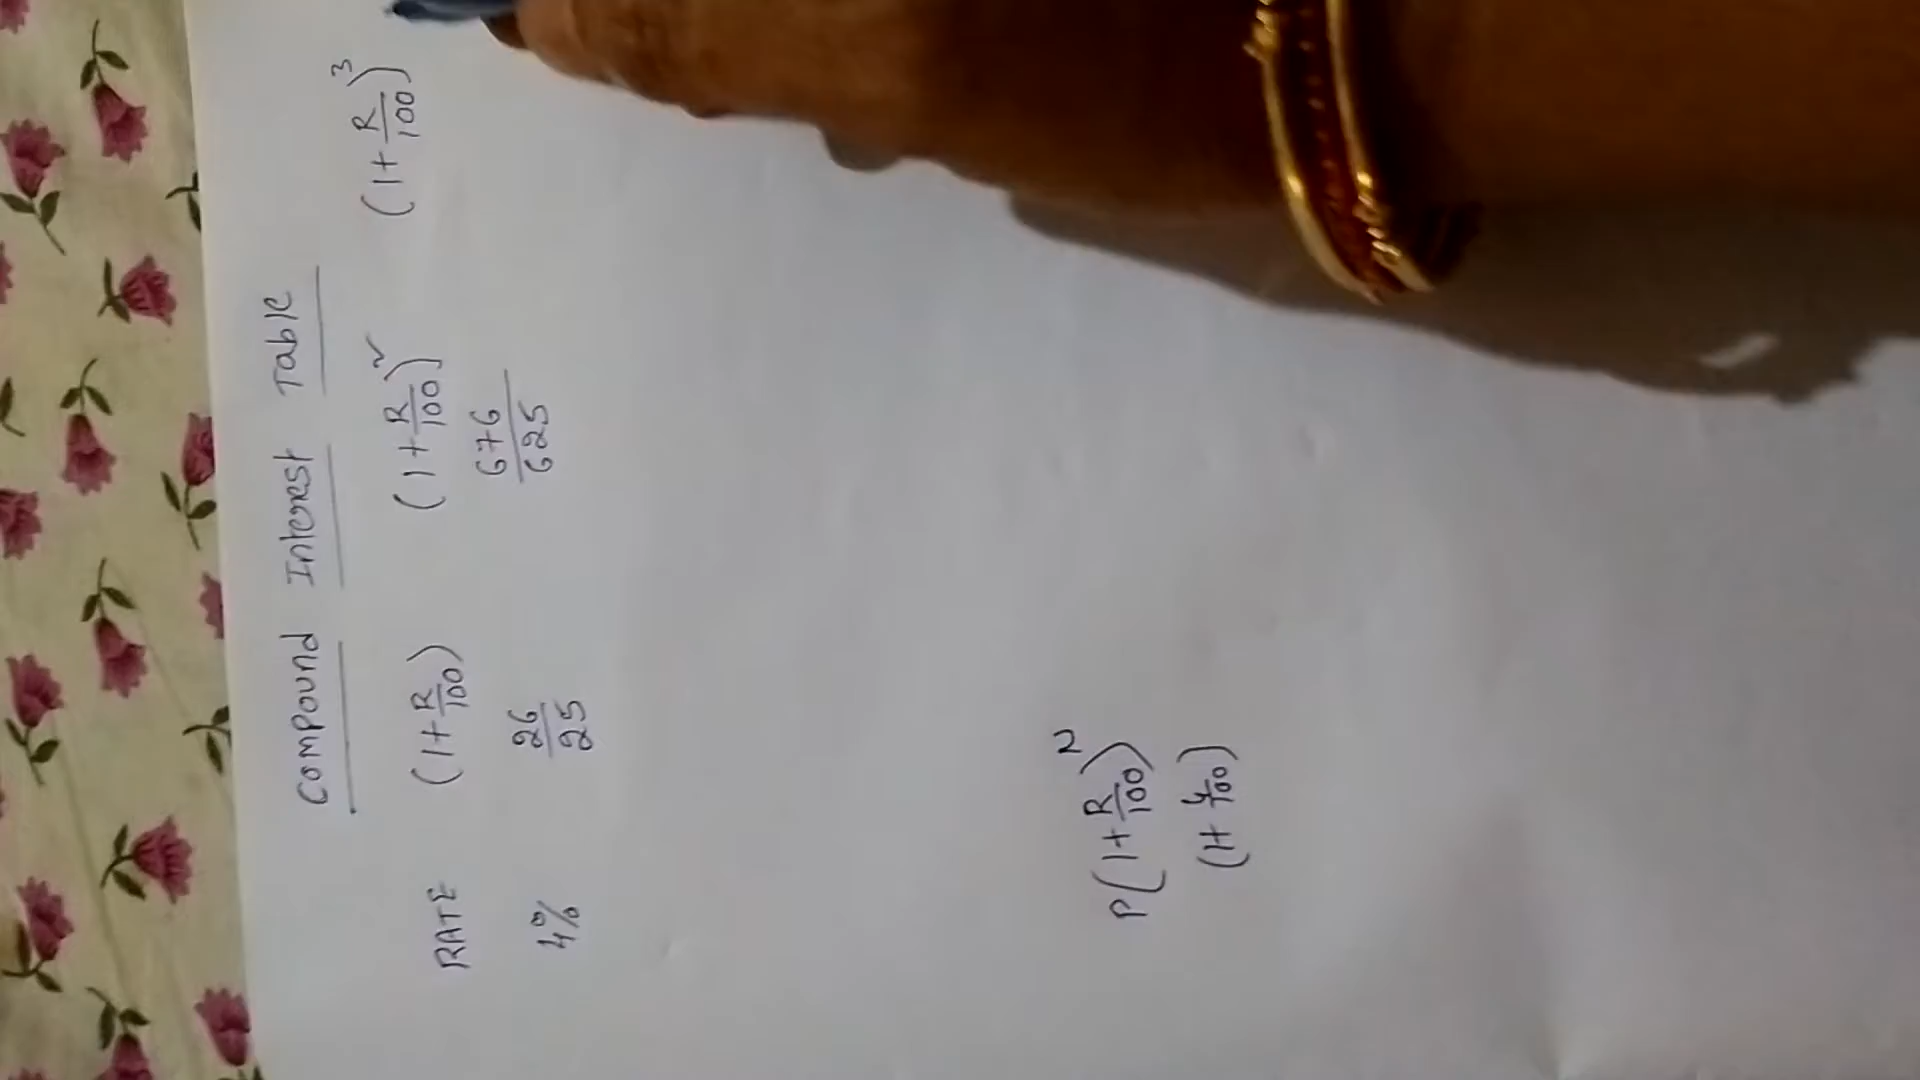 Compound Interest Table
RATE (1+R/100) (1+R/100)² (1+R/100)³
4% 26/25 676/625
P(1+R/100)^N
(1+4/100)